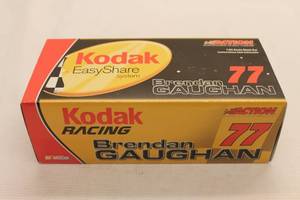 Kodak
EasyShare
system
ACTION
77
Brendan
GAUGHAN
Kodak
RACING
ACTION
77
Brendan
GAUGHAN